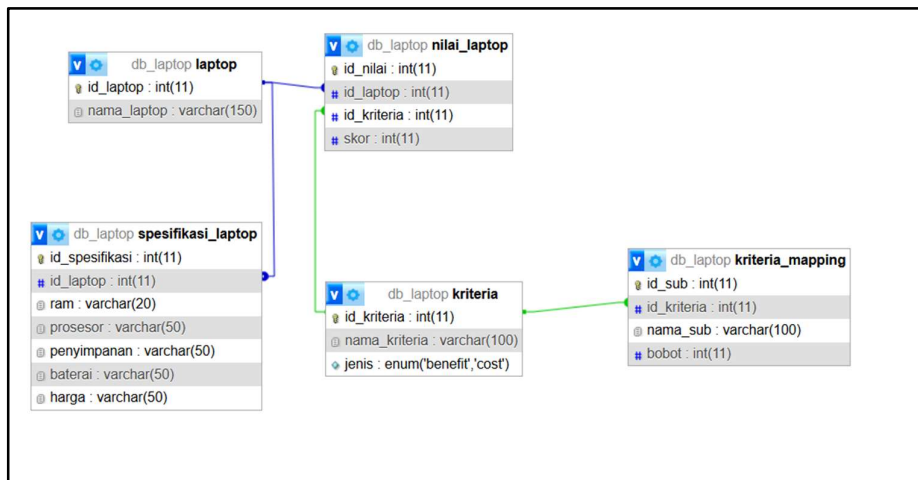 db_laptop laptop
id_laptop : int(11)
nama_laptop : varchar(150)
db_laptop nilai_laptop
id_nilai : int(11)
id_laptop : int(11)
id_kriteria : int(11)
skor : int(11)
db_laptop spesifikasi_laptop
id_spesifikasi : int(11)
id_laptop : int(11)
ram : varchar(20)
prosesor : varchar(50)
penyimpanan : varchar(50)
baterai : varchar(50)
harga : varchar(50)
db_laptop kriteria
id_kriteria : int(11)
nama_kriteria : varchar(100)
jenis : enum('benefit','cost')
db_laptop kriteria_mapping
id_sub : int(11)
id_kriteria : int(11)
nama_sub : varchar(100)
bobot : int(11)